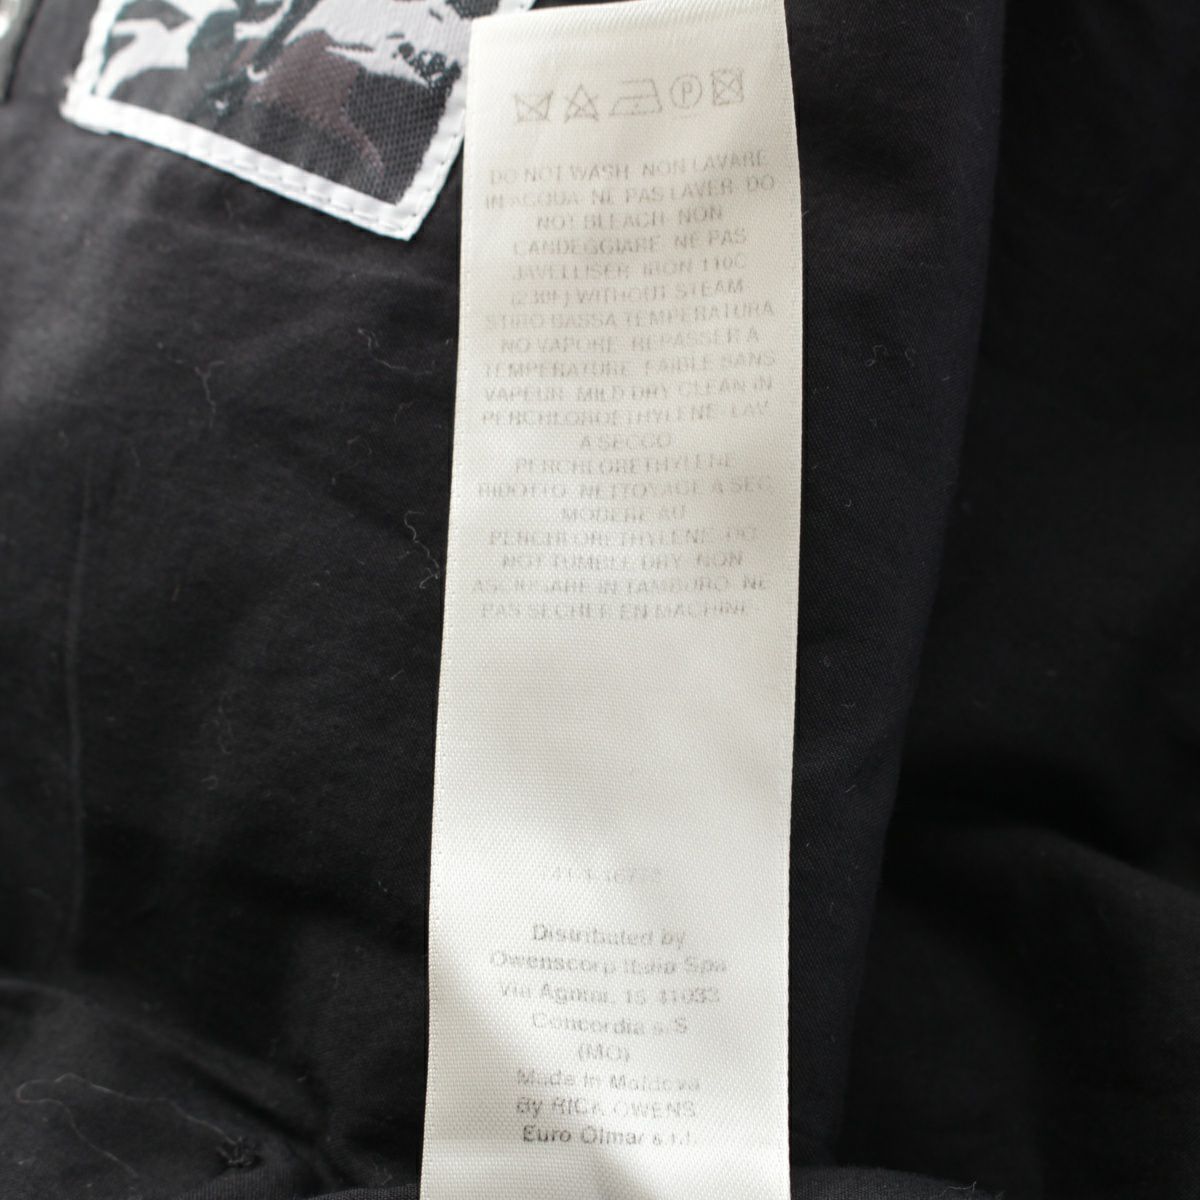 P
DO NOT WASH NON LAVARE
IN ACQUA NE PAS LAVER DO
NOT BLEACH NON
CANDEGGIARE NE PAS
JAVELLISER IRON 110C
(230F) WITHOUT STEAM
STIRO BASSA TEMPERATURA
NO VAPORE REPASSER A
TEMPERATURE FAIBLE SANS
VAPEUR MILD DRY CLEAN IN
PERCHLOROETHYLENE LAV.
A SECCO
PERCHLORETHYLENE
RIDOTTO NETTOYAGE A SEC
MODERE AU
PERCHLORETHYLENE DO
NOT TUMBLE DRY NON
ASCIUGARE IN TAMBURO NE
PAS SECHER EN MACHINE
Distributed by
Owenscorp Italia Spa
Via Agnini, 15 41033
Concordia s. S
(MO)
Made in Moldova
By RICK OWENS
Euro Olmar s.r.l.